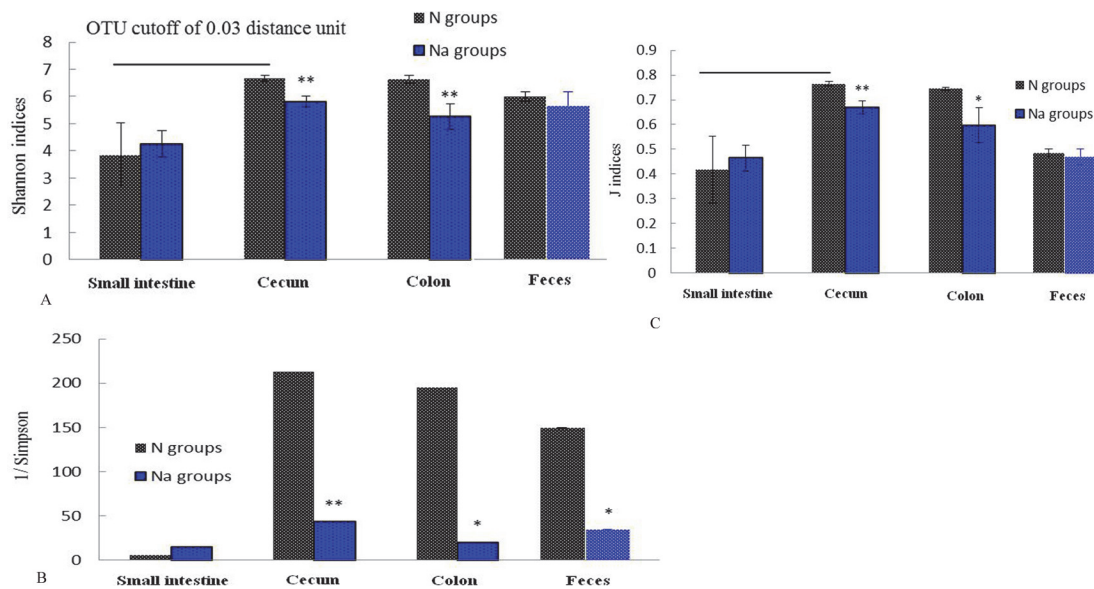 OTU cutoff of 0.03 distance unit
N groups
Na groups
Shannon indices
8
7
6
5
4
3
2
1
0
**
**
Small intestine
Cecum
Colon
Feces
A
J indices
0.9
0.8
0.7
0.6
0.5
0.4
0.3
0.2
0.1
0
N groups
Na groups
**
*
Small intestine
Cecum
Colon
Feces
C
1/ Simpson
250
200
150
100
50
0
N groups
Na groups
**
*
*
Small intestine
Cecum
Colon
Feces
B